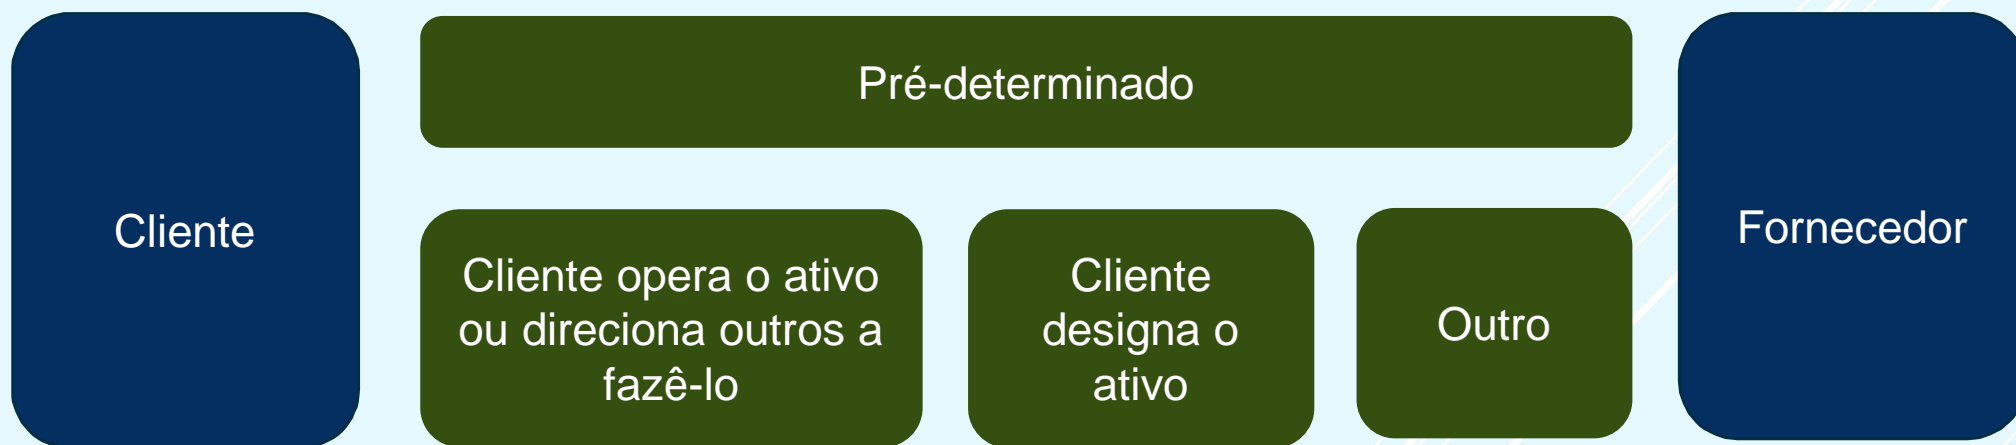 Cliente
Pré-determinado
Cliente opera o ativo
ou direciona outros a
fazê-lo
Cliente
designa o
ativo
Outro
Fornecedor